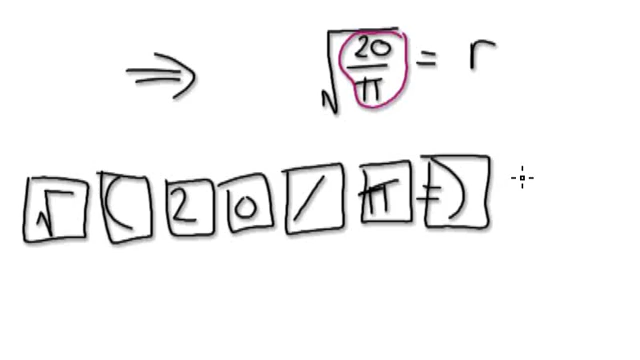 ⇒ √(20/π) = r
√ ( 2 0 / π = )